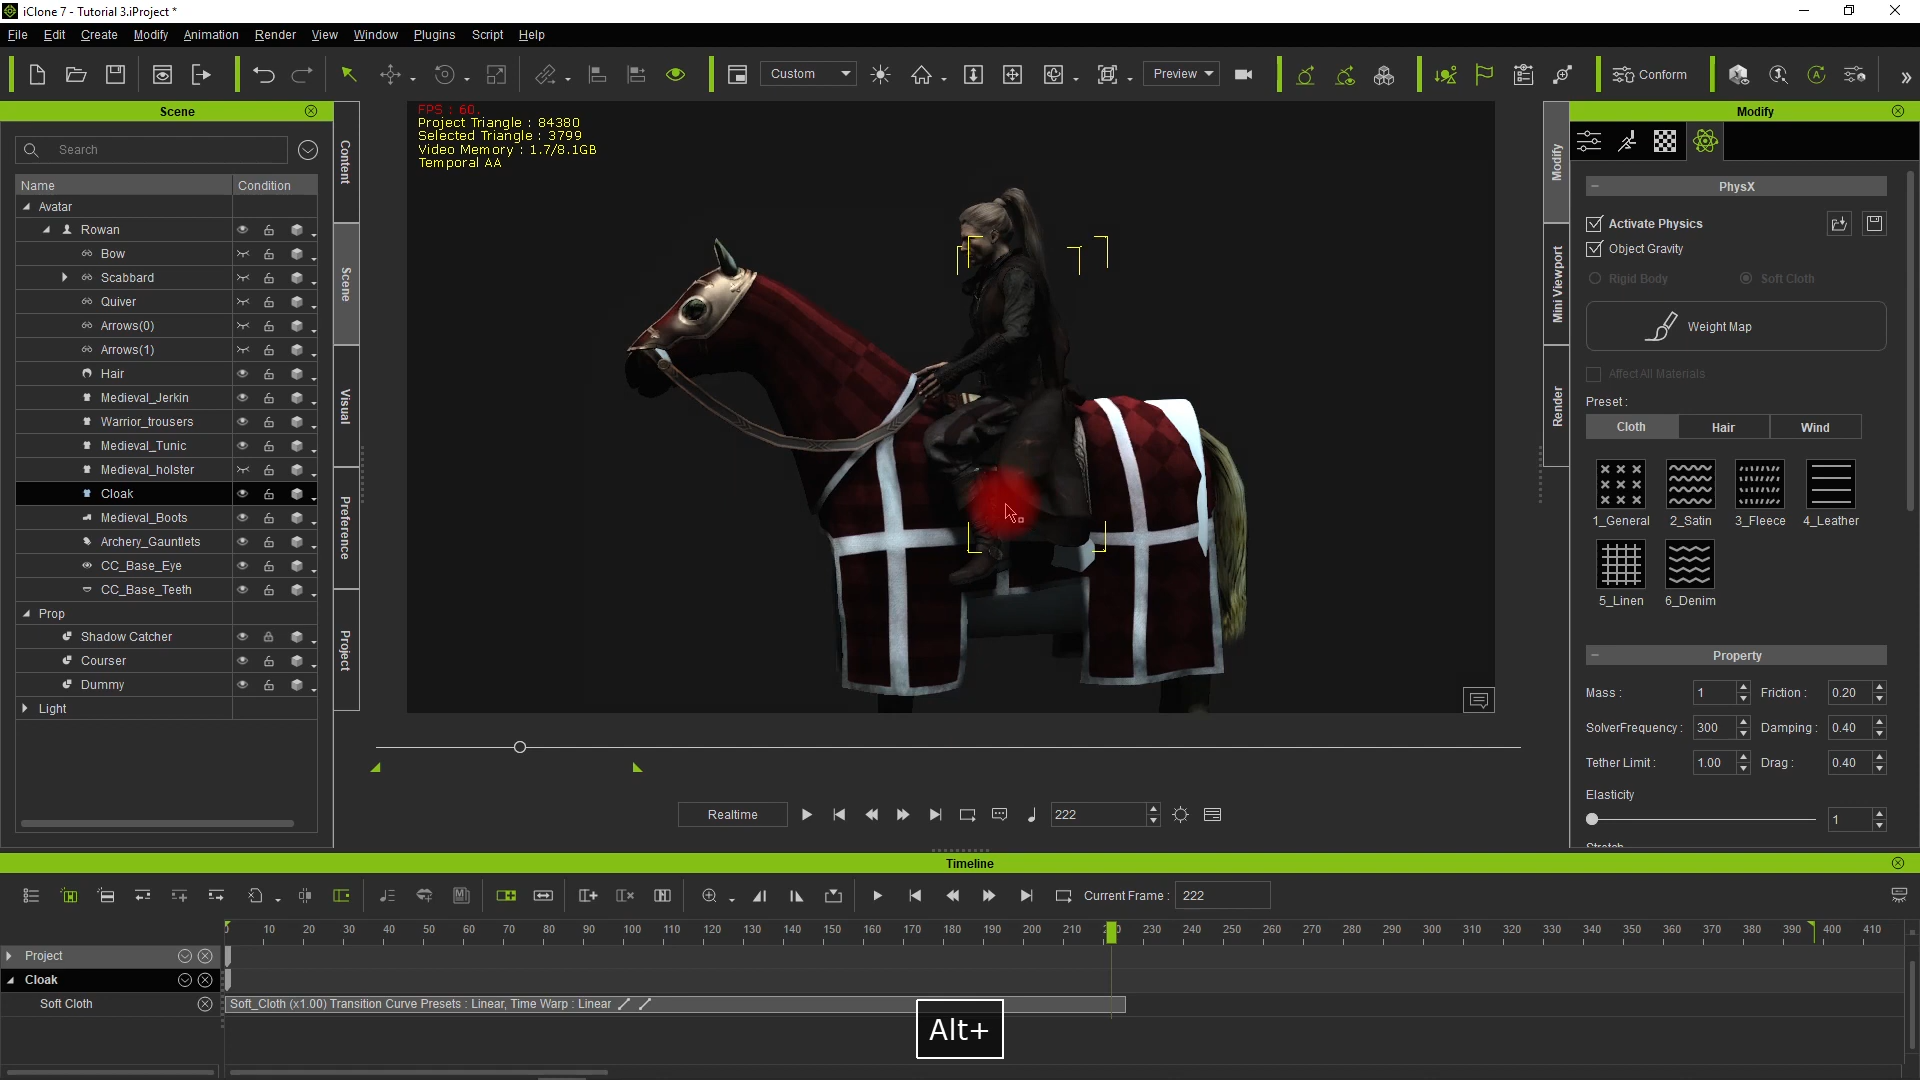 iClone 7 - Tutorial 3.iProject *
File Edit Create Modify Animation Render View Window Plugins Script Help
Custom Preview Conform
Scene
Search
Name Condition
Avatar
Rowan
Bow
Scabbard
Quiver
Arrows(0)
Arrows(1)
Hair
Medieval_Jerkin
Warrior_trousers
Medieval_Tunic
Medieval_holster
Cloak
Medieval_Boots
Archery_Gauntlets
CC_Base_Eye
CC_Base_Teeth
Prop
Shadow Catcher
Courser
Dummy
Light
Content
Scene
Visual
Preference
Project
FPS : 60.
Project Triangle : 84380
Selected Triangle : 3799
Video Memory : 1.7/8.1GB
Temporal AA
Realtime 222
Modify
Mini Viewport
Render
Modify
PhysX
Activate Physics
Object Gravity
Rigid Body Soft Cloth
Weight Map
Affect All Materials
Preset :
Cloth Hair Wind
1_General 2_Satin 3_Fleece 4_Leather
5_Linen 6_Denim
Property
Mass : 1 Friction : 0.20
SolverFrequency : 300 Damping : 0.40
Tether Limit : 1.00 Drag : 0.40
Elasticity
1
Stretch
Timeline
Current Frame : 222
10 20 30 40 50 60 70 80 90 100 110 120 130 140 150 160 170 180 190 200 210 230 240 250 260 270 280 290 300 310 320 330 340 350 360 370 380 390 400 410
Project
Cloak
Soft Cloth Soft_Cloth (x1.00) Transition Curve Presets : Linear, Time Warp : Linear
Alt+